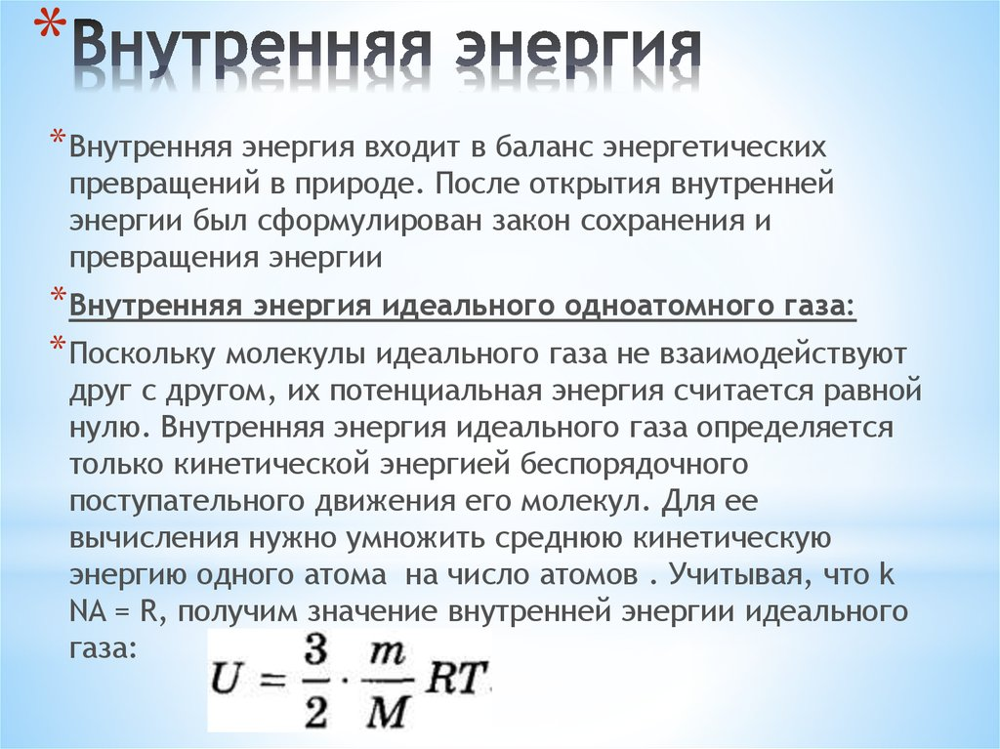 * Внутренняя энергия
* Внутренняя энергия входит в баланс энергетических
превращений в природе. После открытия внутренней
энергии был сформулирован закон сохранения и
превращения энергии
* Внутренняя энергия идеального одноатомного газа:
* Поскольку молекулы идеального газа не взаимодействуют
друг с другом, их потенциальная энергия считается равной
нулю. Внутренняя энергия идеального газа определяется
только кинетической энергией беспорядочного
поступательного движения его молекул. Для ее
вычисления нужно умножить среднюю кинетическую
энергию одного атома на число атомов . Учитывая, что k
NA = R, получим значение внутренней энергии идеального
газа:
U = 3/2 · m/M RT